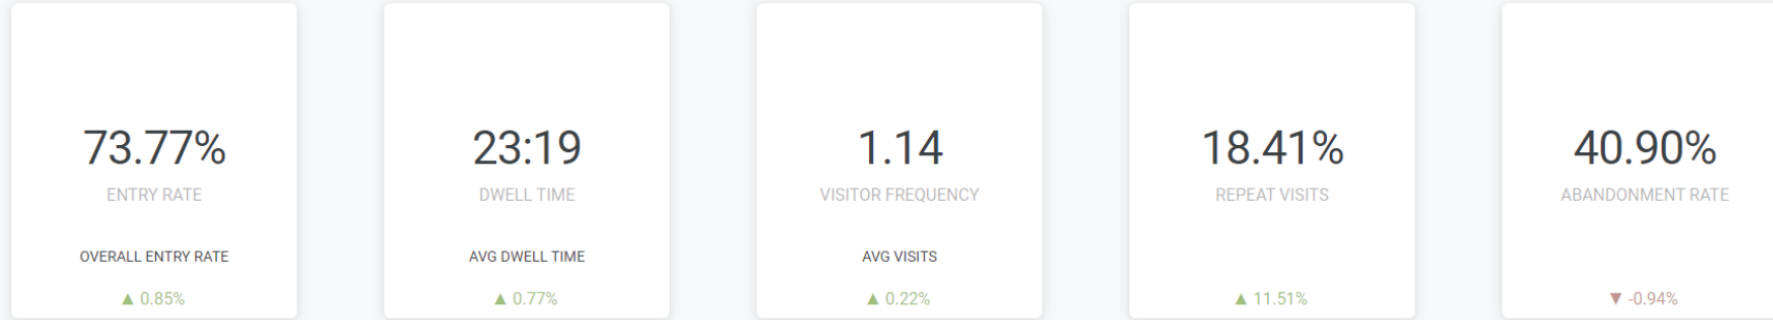 73.77%
ENTRY RATE
OVERALL ENTRY RATE
▲ 0.85%
23:19
DWELL TIME
AVG DWELL TIME
▲ 0.77%
1.14
VISITOR FREQUENCY
AVG VISITS
▲ 0.22%
18.41%
REPEAT VISITS
▲ 11.51%
40.90%
ABANDONMENT RATE
▼ -0.94%